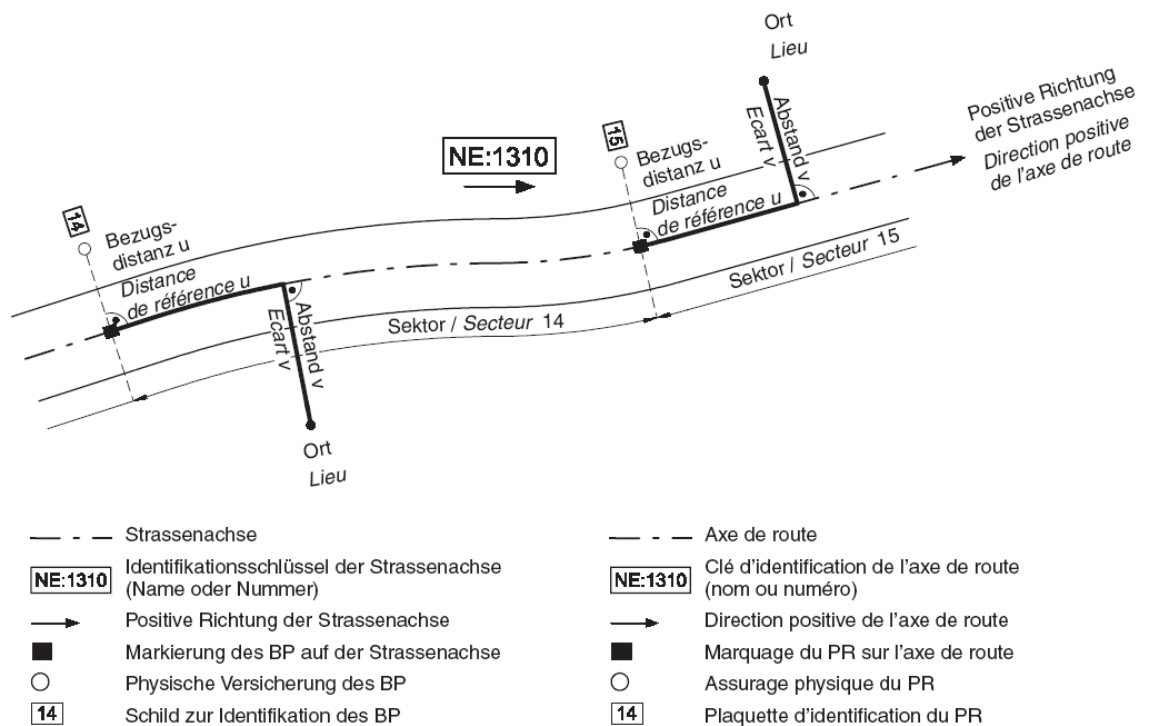 Ort
Lieu
Abstand v
Ecart v
Positive Richtung
der Strassenachse
Direction positive
de l'axe de route
NE:1310
15
Bezugs-
distanz u
Distance
de référence u
Sektor / Secteur 15
14
Bezugs-
distanz u
Distance
de référence u
Abstand v
Ecart v
Sektor / Secteur 14
Ort
Lieu
Strassenachse
NE:1310 Identifikationsschlüssel der Strassenachse
(Name oder Nummer)
Positive Richtung der Strassenachse
Markierung des BP auf der Strassenachse
Physische Versicherung des BP
14 Schild zur Identifikation des BP
Axe de route
NE:1310 Clé d'identification de l'axe de route
(nom ou numéro)
Direction positive de l'axe de route
Marquage du PR sur l'axe de route
Assurage physique du PR
14 Plaquette d'identification du PR